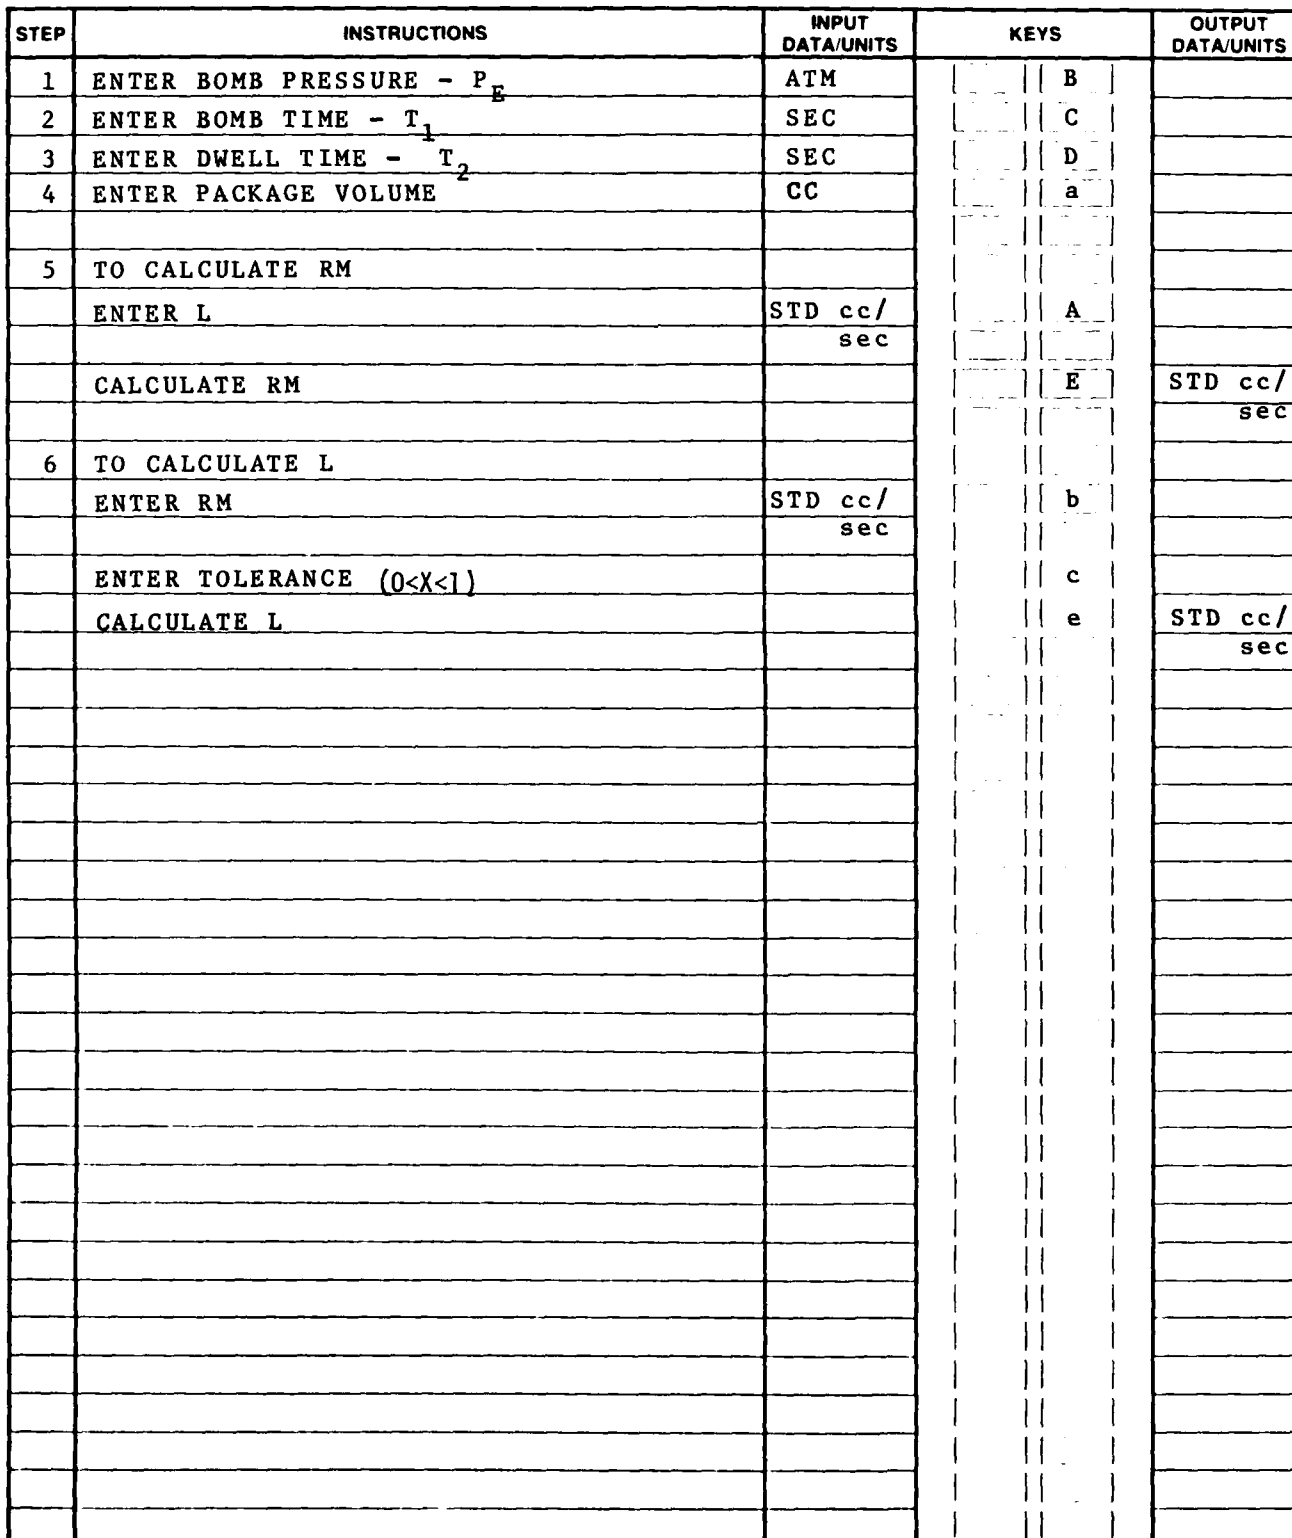 STEP INSTRUCTIONS INPUT DATA/UNITS KEYS OUTPUT DATA/UNITS
1 ENTER BOMB PRESSURE - P_E ATM B
2 ENTER BOMB TIME - T_1 SEC C
3 ENTER DWELL TIME - T_2 SEC D
4 ENTER PACKAGE VOLUME CC a
5 TO CALCULATE RM
ENTER L STD cc/ A
sec
CALCULATE RM E STD cc/
sec
6 TO CALCULATE L
ENTER RM STD cc/ b
sec
ENTER TOLERANCE (0<X<1) c
CALCULATE L e STD cc/
sec